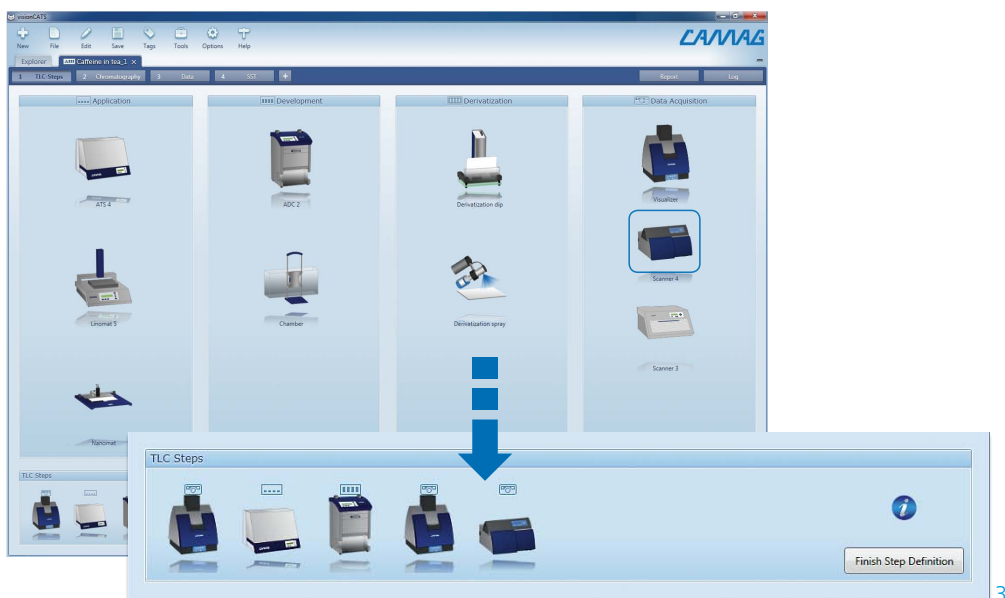 visionCATS
New File Edit Save Tags Tools Options Help
CAMAG
Explorer Caffeine in tea_1 ×
1 TLC-Steps 2 Chromatography 3 Data 4 SST + Report Log
Application Development Derivatization Data Acquisition
ATS 4 ADC 2 Derivatization dip Visualizer
Scanner 4
Linomat 5 Chamber Derivatization spray
Scanner 3
Nanomat
TLC Steps
TLC Steps
i
Finish Step Definition
3